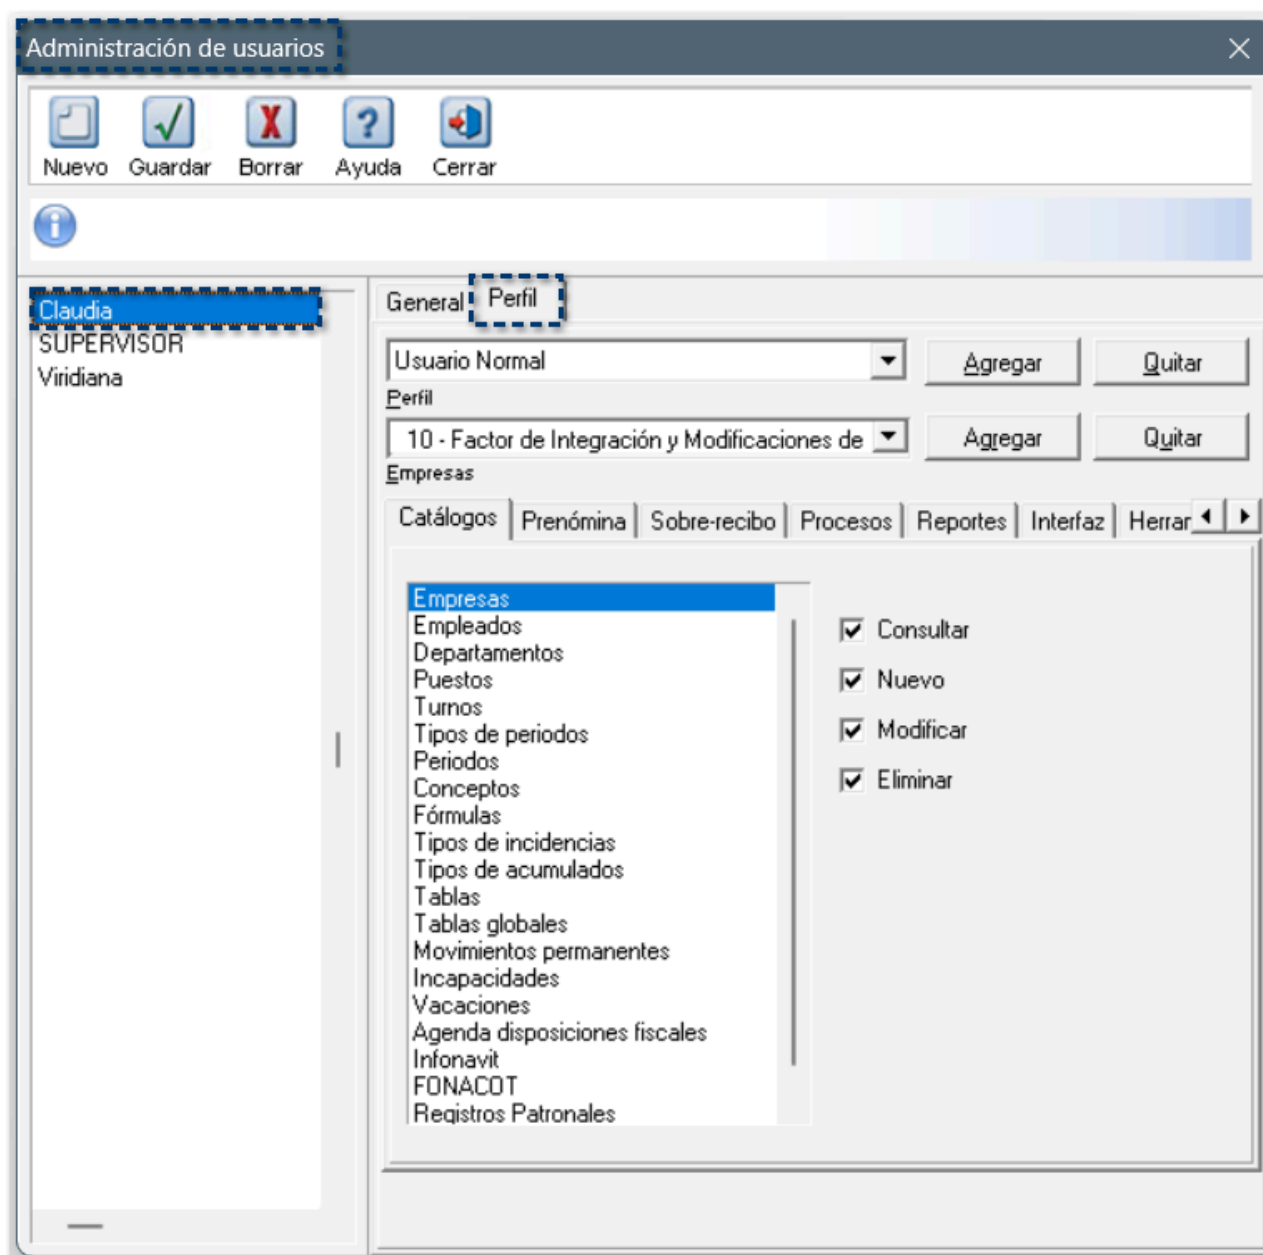 Administración de usuarios
Nuevo Guardar Borrar Ayuda Cerrar
Claudia
SUPERVISOR
Viridiana
General Perfil
Usuario Normal Agregar Quitar
Perfil
10 - Factor de Integración y Modificaciones de Agregar Quitar
Empresas
Catálogos Prenómina Sobre-recibo Procesos Reportes Interfaz Herrar
Empresas
Empleados
Departamentos
Puestos
Turnos
Tipos de periodos
Periodos
Conceptos
Fórmulas
Tipos de incidencias
Tipos de acumulados
Tablas
Tablas globales
Movimientos permanentes
Incapacidades
Vacaciones
Agenda disposiciones fiscales
Infonavit
FONACOT
Registros Patronales
Consultar
Nuevo
Modificar
Eliminar